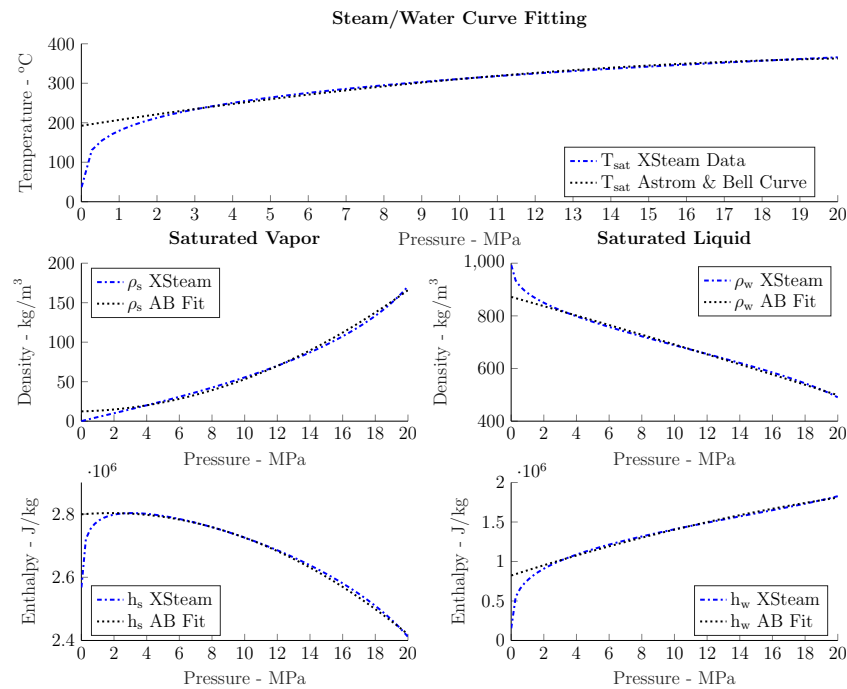 Steam/Water Curve Fitting
Temperature - °C
400
300
200
100
0
T_sat XSteam Data
T_sat Astrom & Bell Curve
0 1 2 3 4 5 6 7 8 9 10 11 12 13 14 15 16 17 18 19 20
Pressure - MPa
Saturated Vapor
Density - kg/m³
200
150
100
50
0
ρ_s XSteam
ρ_s AB Fit
0 2 4 6 8 10 12 14 16 18 20
Pressure - MPa
Saturated Liquid
Density - kg/m³
1,000
800
600
400
ρ_w XSteam
ρ_w AB Fit
0 2 4 6 8 10 12 14 16 18 20
Pressure - MPa
·10⁶
Enthalpy - J/kg
2.8
2.6
2.4
h_s XSteam
h_s AB Fit
0 2 4 6 8 10 12 14 16 18 20
Pressure - MPa
·10⁶
Enthalpy - J/kg
2
1.5
1
0.5
0
h_w XSteam
h_w AB Fit
0 2 4 6 8 10 12 14 16 18 20
Pressure - MPa